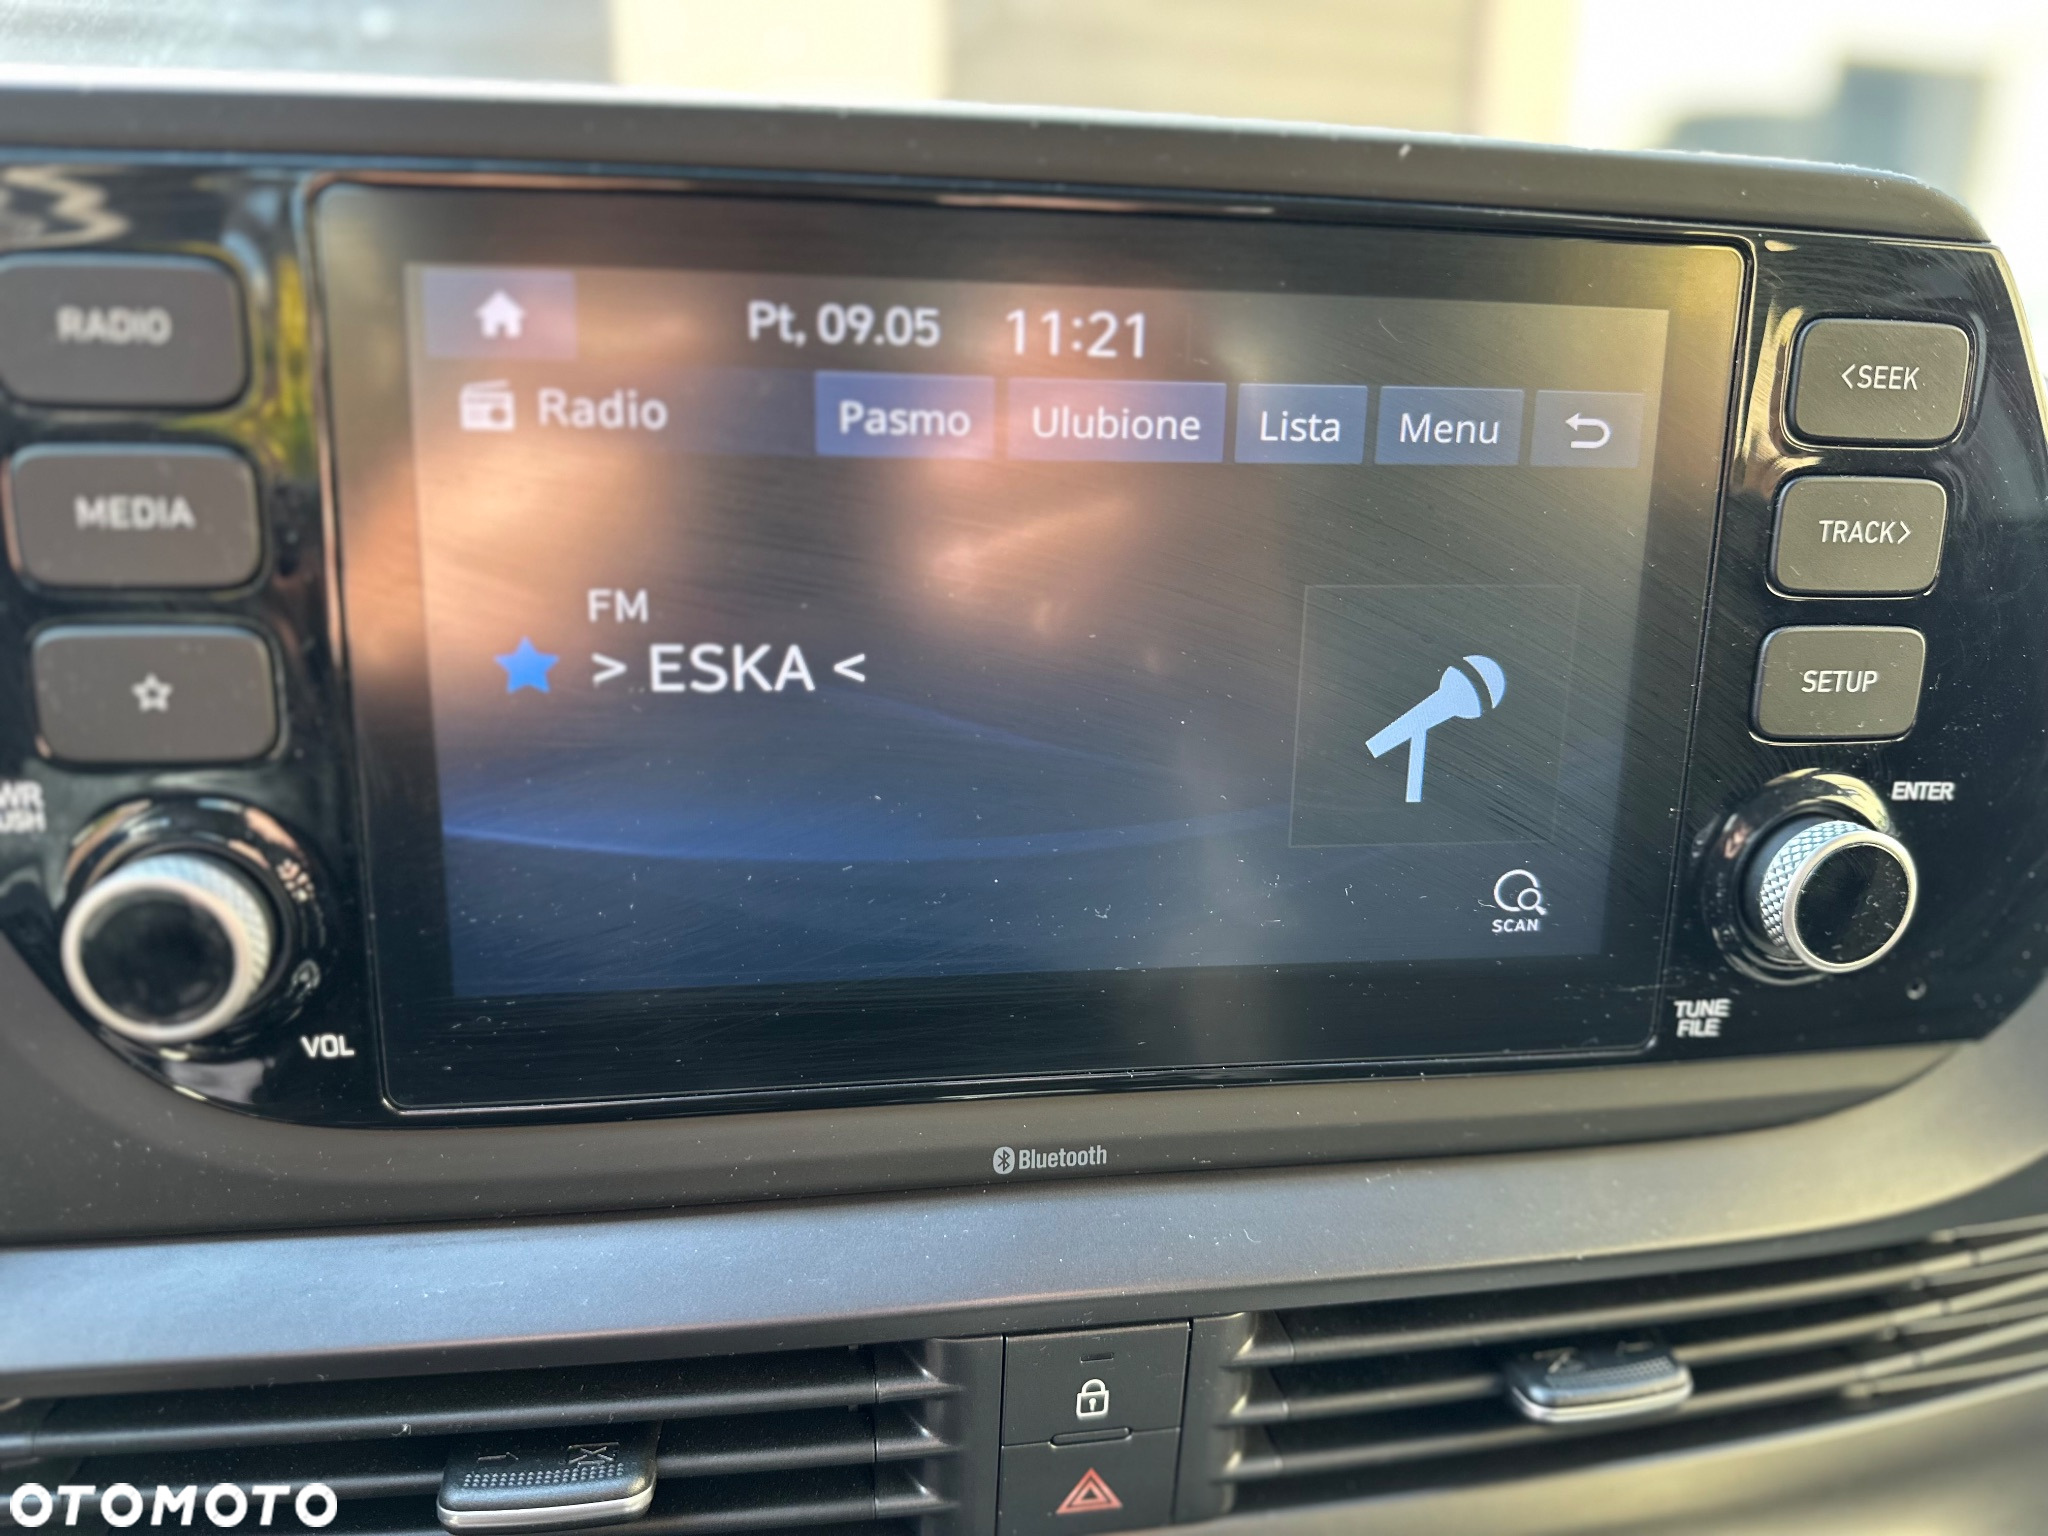 Pt, 09.05 11:21
Radio Pasmo Ulubione Lista Menu
FM
> ESKA <
SCAN
RADIO
MEDIA
VOL
<SEEK
TRACK>
SETUP
ENTER
TUNE
FILE
Bluetooth
OTOMOTO